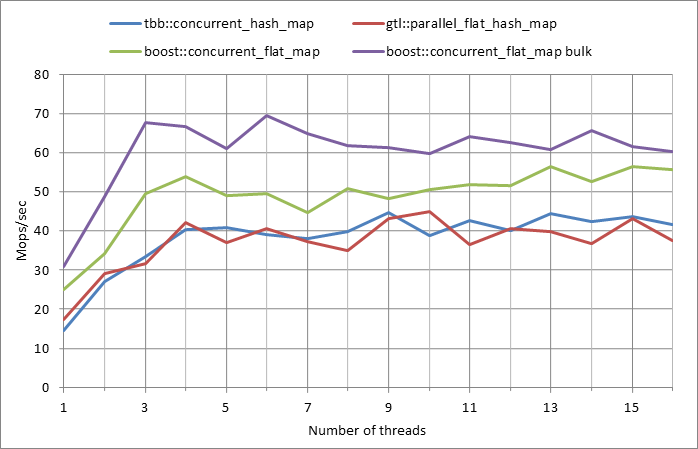 tbb::concurrent_hash_map gtl::parallel_flat_hash_map
boost::concurrent_flat_map boost::concurrent_flat_map bulk
80
70
60
50
40
30
20
10
0
Mops/sec
1 3 5 7 9 11 13 15
Number of threads